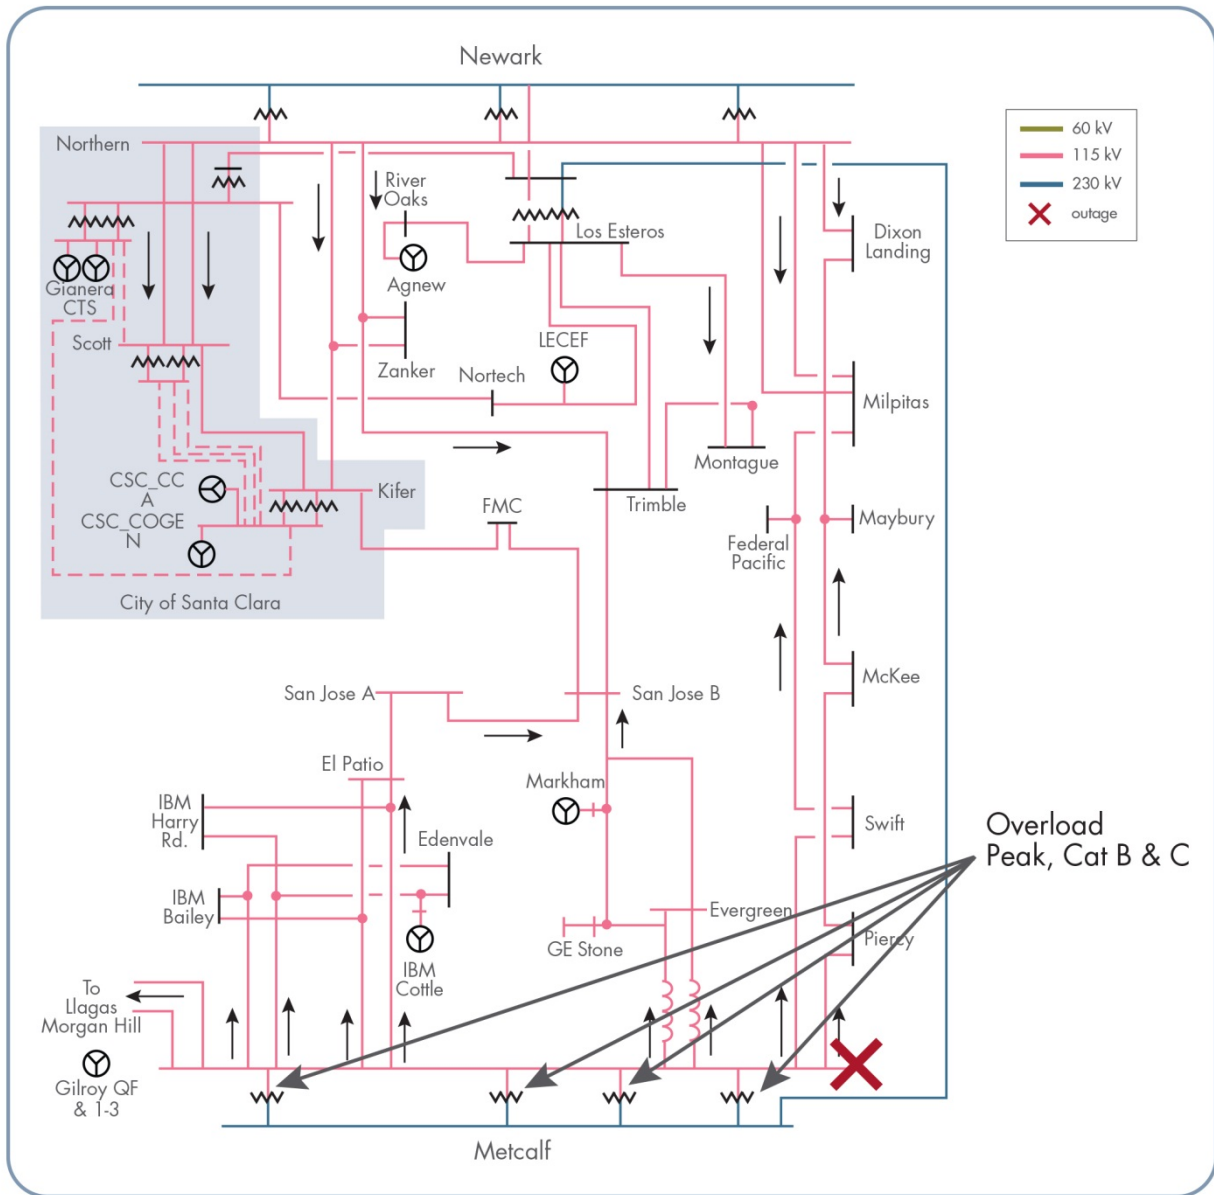 Newark
60 kV
115 kV
230 kV
outage
Northern
River
Oaks
Los Esteros
Dixon
Landing
Agnew
Gianera
CTS
Scott
LECEF
Zanker
Nortech
Milpitas
Montague
CSC_CC
A
CSC_COGE
N
Kifer
FMC
Trimble
Maybury
Federal
Pacific
City of Santa Clara
McKee
San Jose A
San Jose B
El Patio
Markham
IBM
Harry
Rd.
Edenvale
Swift
Overload
Peak, Cat B & C
IBM
Bailey
Evergreen
GE Stone
Piercy
IBM
Cottle
To
Llagas
Morgan Hill
Gilroy QF
& 1-3
Metcalf